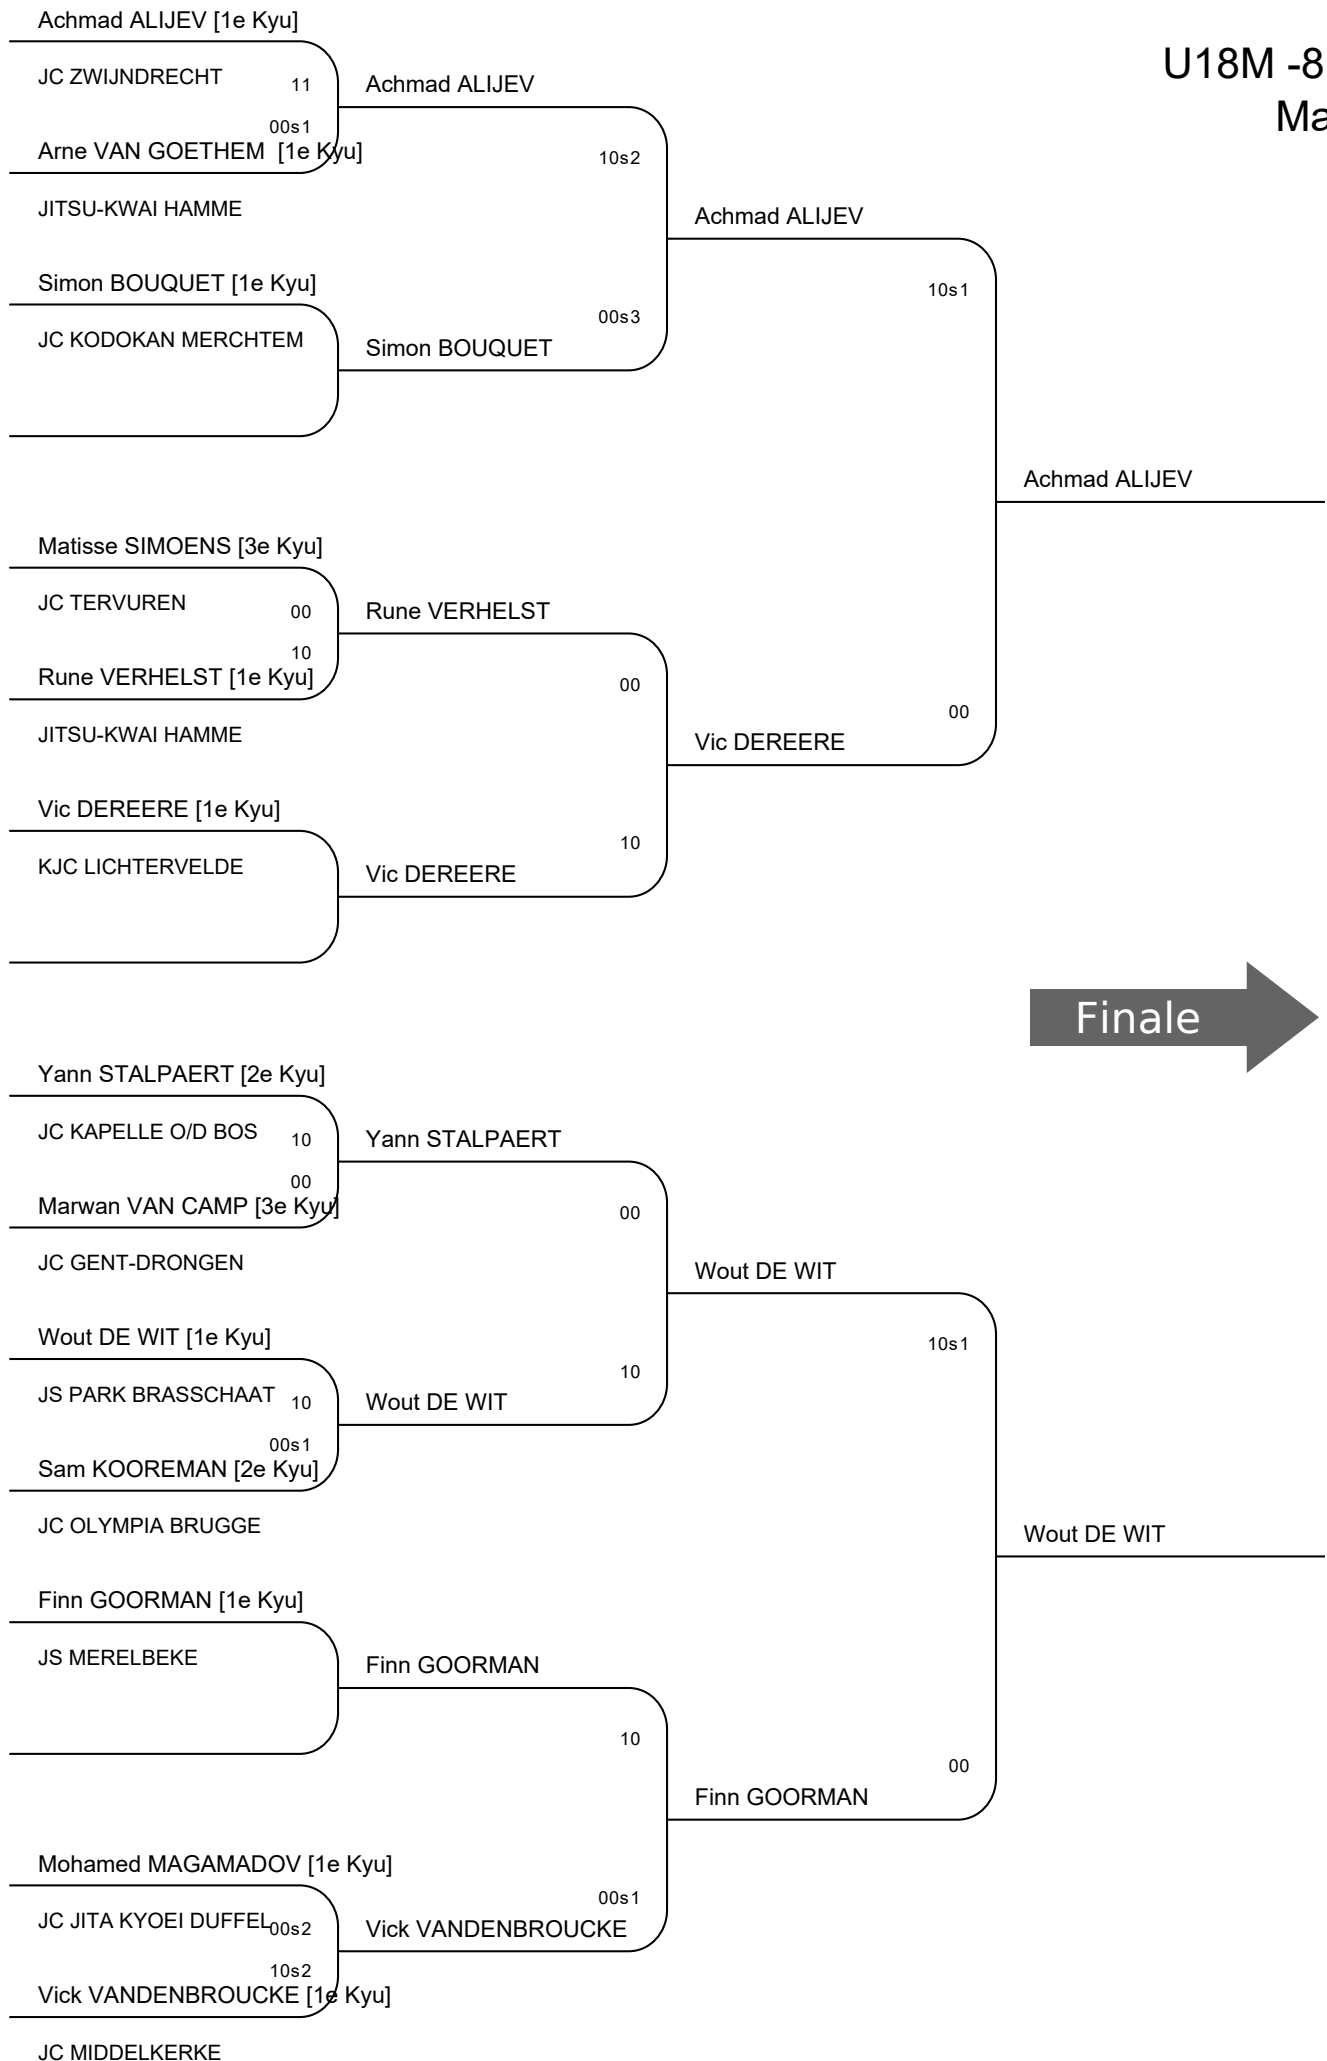 Achmad ALIJEV [1e Kyu]
U18M -8
JC ZWIJNDRECHT 11
Achmad ALIJEV
Ma
00s1
Arne VAN GOETHEM [1e Kyu]
10s2
JITSU-KWAI HAMME
Achmad ALIJEV
Simon BOUQUET [1e Kyu]
10s1
00s3
JC KODOKAN MERCHTEM
Simon BOUQUET
Achmad ALIJEV
Matisse SIMOENS [3e Kyu]
JC TERVUREN 00
Rune VERHELST
10
Rune VERHELST [1e Kyu]
00
00
JITSU-KWAI HAMME
Vic DEREERE
Vic DEREERE [1e Kyu]
10
KJC LICHTERVELDE
Vic DEREERE
Finale
Yann STALPAERT [2e Kyu]
JC KAPELLE O/D BOS 10
Yann STALPAERT
00
Marwan VAN CAMP [3e Kyu]
00
JC GENT-DRONGEN
Wout DE WIT
Wout DE WIT [1e Kyu]
10s1
10
JS PARK BRASSCHAAT 10
Wout DE WIT
00s1
Sam KOOREMAN [2e Kyu]
JC OLYMPIA BRUGGE
Wout DE WIT
Finn GOORMAN [1e Kyu]
JS MERELBEKE
Finn GOORMAN
10
00
Finn GOORMAN
Mohamed MAGAMADOV [1e Kyu]
00s1
JC JITA KYOEI DUFFEL 00s2
Vick VANDENBROUCKE
10s2
Vick VANDENBROUCKE [1e Kyu]
JC MIDDELKERKE